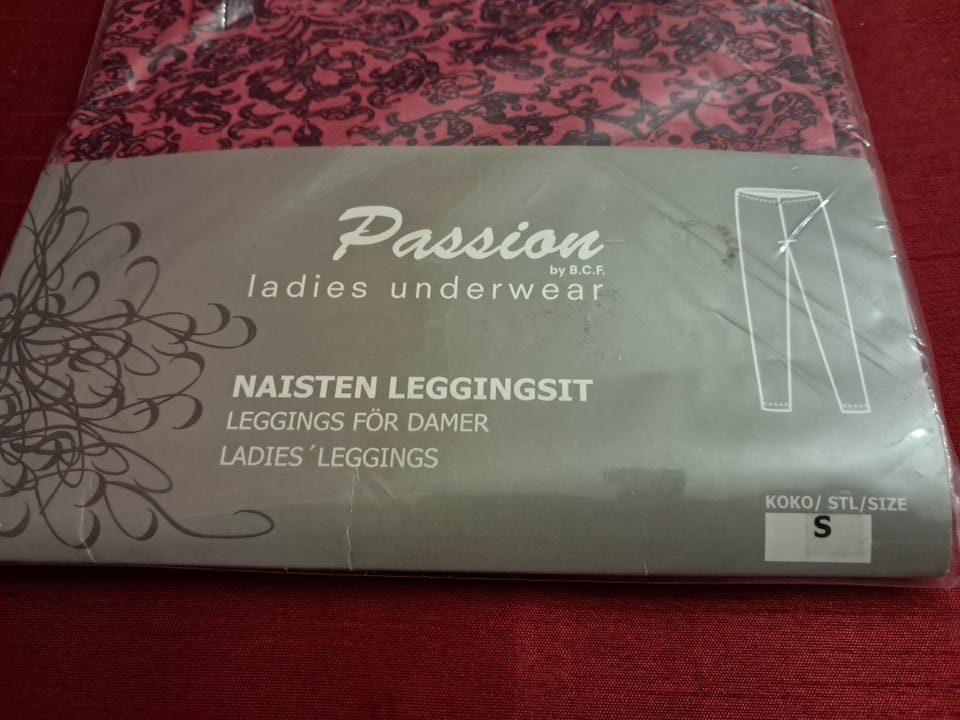 Passion
by B.C.F.
ladies underwear
NAISTEN LEGGINGSIT
LEGGINGS FÖR DAMER
LADIES´LEGGINGS
KOKO/ STL/SIZE
S